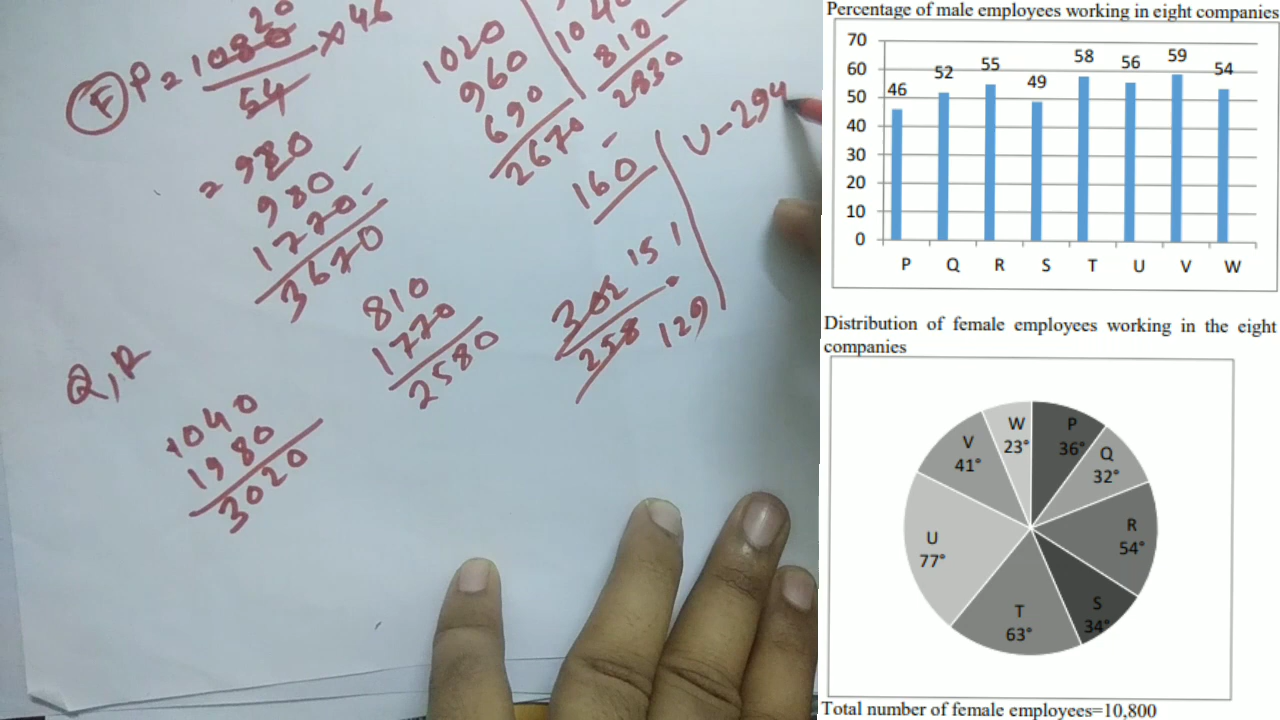 F P = 1080 20 / 54 × 46
= 980
980
1770
3670
1020
960
690
2670
1040
810
2830
160
U - 294
151
302
258 129
810
1770
2580
Q, R
1040
1980
3020
Percentage of male employees working in eight companies
70
60
50
40
30
20
10
0
46 52 55 49 58 56 59 54
P Q R S T U V W
Distribution of female employees working in the eight
companies
P
36°
Q
32°
R
54°
S
34°
T
63°
U
77°
V
41°
W
23°
Total number of female employees=10,800